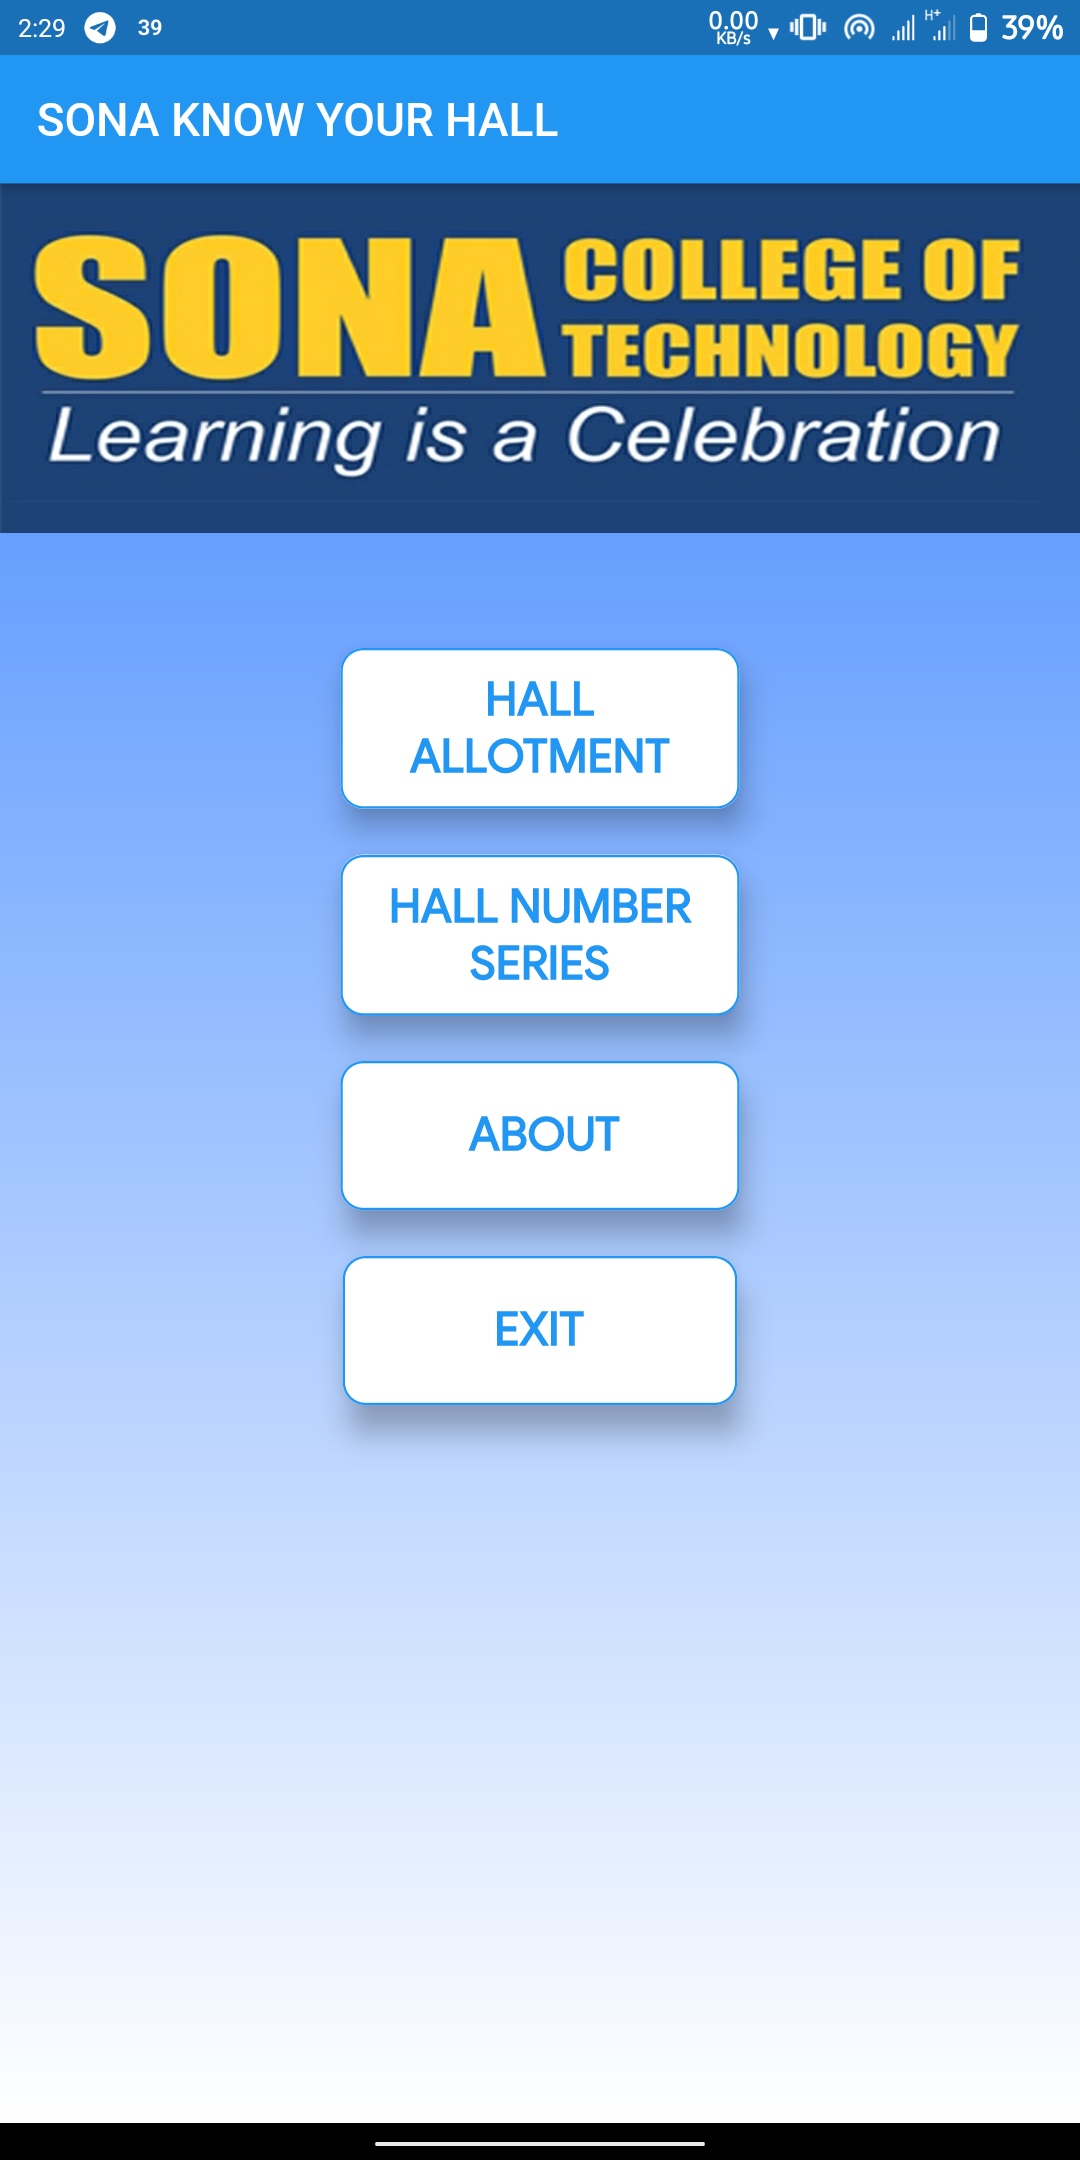 2:29 39 0.00 KB/s H+ 39%
SONA KNOW YOUR HALL
SONA COLLEGE OF TECHNOLOGY
Learning is a Celebration
HALL
ALLOTMENT
HALL NUMBER
SERIES
ABOUT
EXIT